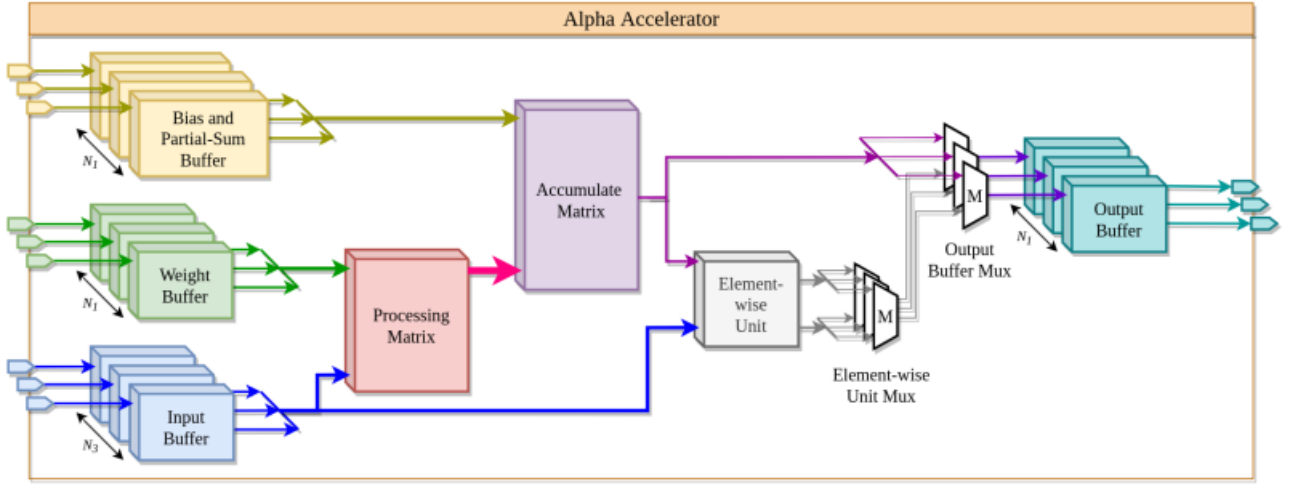 Alpha Accelerator
Bias and
Partial-Sum
Buffer
N1
Accumulate
Matrix
M
Output
Buffer Mux
Output
Buffer
N1
Weight
Buffer
N1
Processing
Matrix
Element-
wise
Unit
M
Element-wise
Unit Mux
Input
Buffer
N3